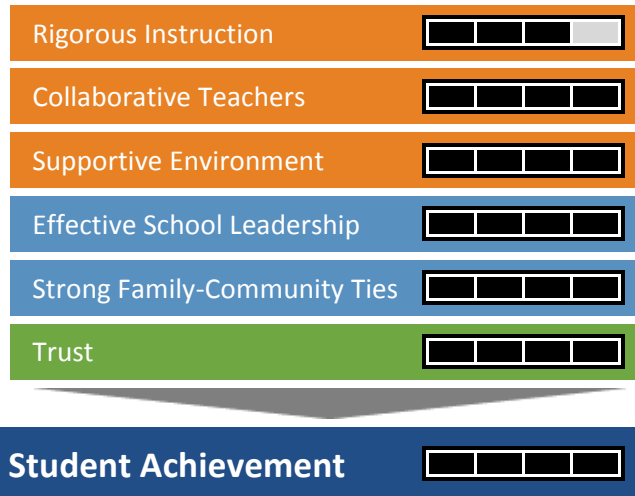 Rigorous Instruction
Collaborative Teachers
Supportive Environment
Effective School Leadership
Strong Family-Community Ties
Trust
Student Achievement